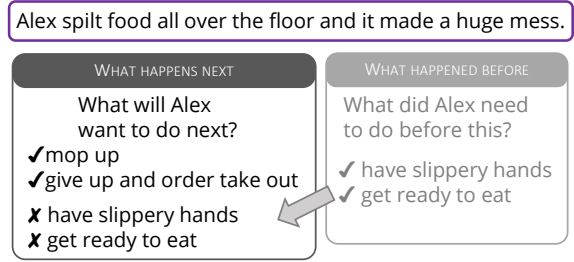 Alex spilt food all over the floor and it made a huge mess.
WHAT HAPPENS NEXT
What will Alex
want to do next?
✔mop up
✔give up and order take out
✘ have slippery hands
✘ get ready to eat
WHAT HAPPENED BEFORE
What did Alex need
to do before this?
✔ have slippery hands
✔ get ready to eat